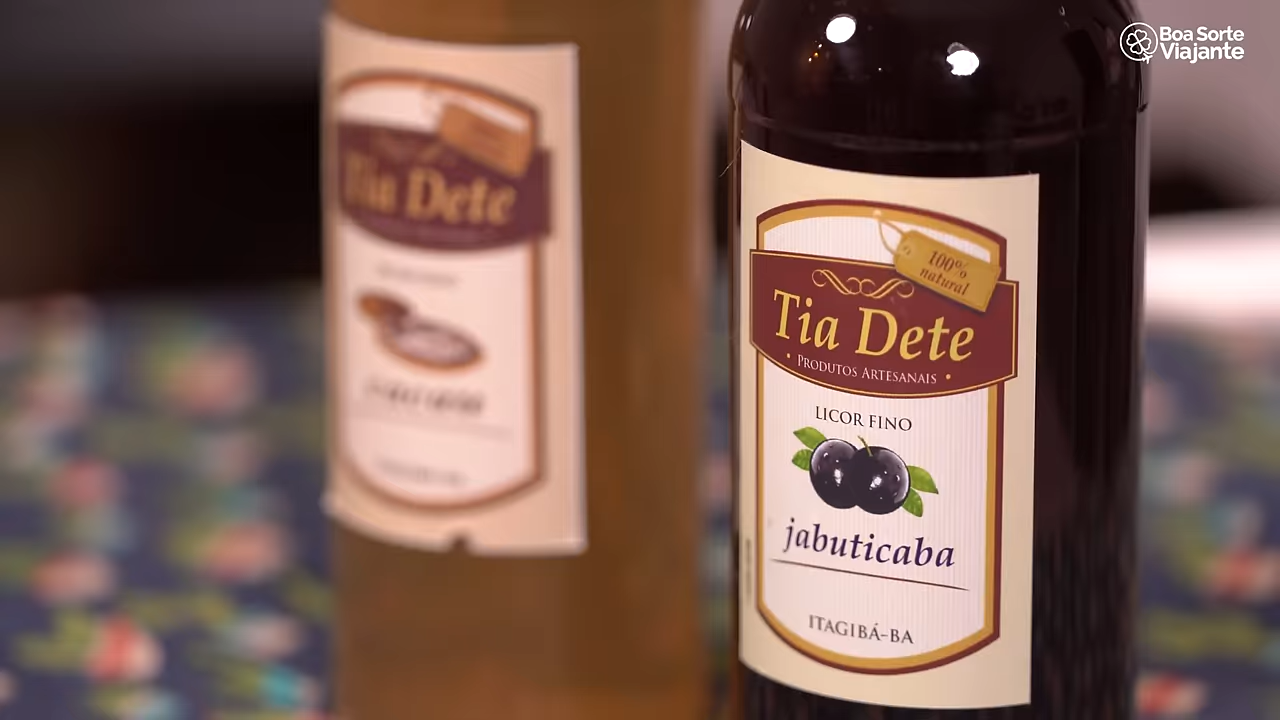 Boa Sorte
Viajante
Tia Dete
100%
natural
Tia Dete
• PRODUTOS ARTESANAIS •
LICOR FINO
jabuticaba
ITAGIBÁ-BA